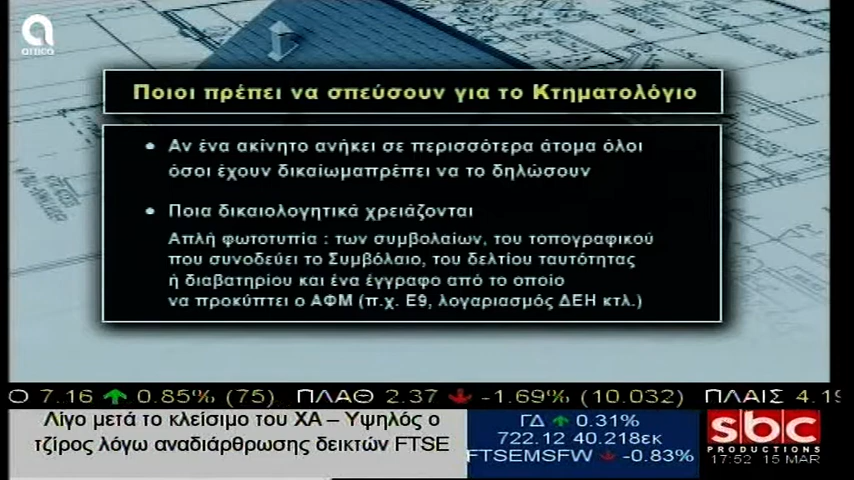 attica
Ποιοι πρέπει να σπεύσουν για το Κτηματολόγιο
Αν ένα ακίνητο ανήκει σε περισσότερα άτομα όλοι
όσοι έχουν δικαίωμαπρέπει να το δηλώσουν
Ποια δικαιολογητικά χρειάζονται
Απλή φωτοτυπία : των συμβολαίων, του τοπογραφικού
που συνοδεύει το Συμβόλαιο, του δελτίου ταυτότητας
ή διαβατηρίου και ένα έγγραφο από το οποίο
να προκύπτει ο ΑΦΜ (π.χ. Ε9, λογαριασμός ΔΕΗ κτλ.)
Ο 7.16 0.85% (75) ΠΛΑΘ 2.37 -1.69% (10.032) ΠΛΑΙΣ 4.19
Λίγο μετά το κλείσιμο του ΧΑ – Υψηλός ο
τζίρος λόγω αναδιάρθρωσης δεικτών FTSE
ΓΔ 0.31%
722.12 40.218εκ
FTSEMSFW -0.83%
sbc
PRODUCTIONS
17:52 15 MAR